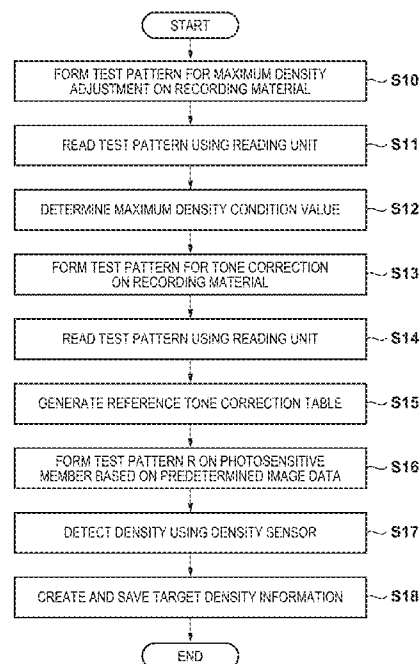 START
FORM TEST PATTERN FOR MAXIMUM DENSITY
ADJUSTMENT ON RECORDING MATERIAL
S10
READ TEST PATTERN USING READING UNIT
S11
DETERMINE MAXIMUM DENSITY CONDITION VALUE
S12
FORM TEST PATTERN FOR TONE CORRECTION
ON RECORDING MATERIAL
S13
READ TEST PATTERN USING READING UNIT
S14
GENERATE REFERENCE TONE CORRECTION TABLE
S15
FORM TEST PATTERN R ON PHOTOSENSITIVE
MEMBER BASED ON PREDETERMINED IMAGE DATA
S16
DETECT DENSITY USING DENSITY SENSOR
S17
CREATE AND SAVE TARGET DENSITY INFORMATION
S18
END